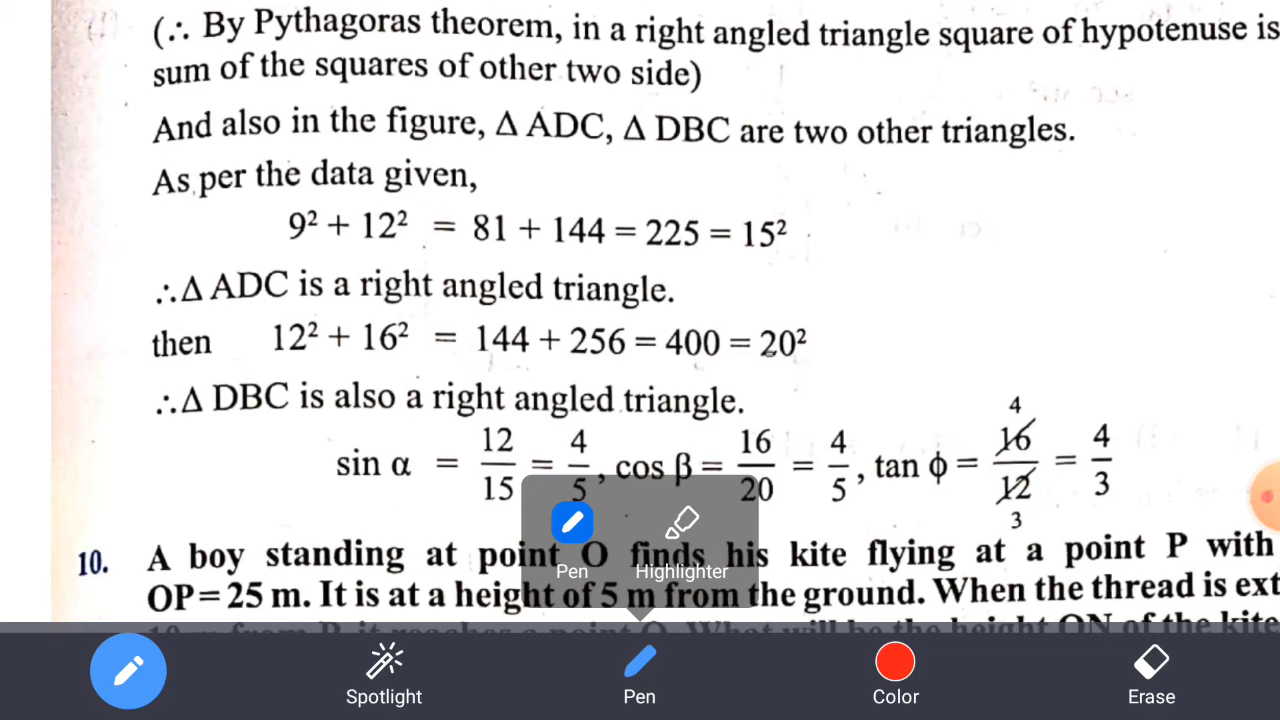 (∴ By Pythagoras theorem, in a right angled triangle square of hypotenuse is
sum of the squares of other two side)
And also in the figure, Δ ADC, Δ DBC are two other triangles.
As per the data given,
9² + 12² = 81 + 144 = 225 = 15²
∴Δ ADC is a right angled triangle.
then 12² + 16² = 144 + 256 = 400 = 20²
∴Δ DBC is also a right angled triangle.
sin α = 12/15 = 4/5, cos β = 16/20 = 4/5, tan ϕ = 16/12 = 4/3
4
3
10. A boy standing at point O finds his kite flying at a point P with
OP = 25 m. It is at a height of 5 m from the ground. When the thread is ext
Pen Highlighter
Spotlight Pen Color Erase